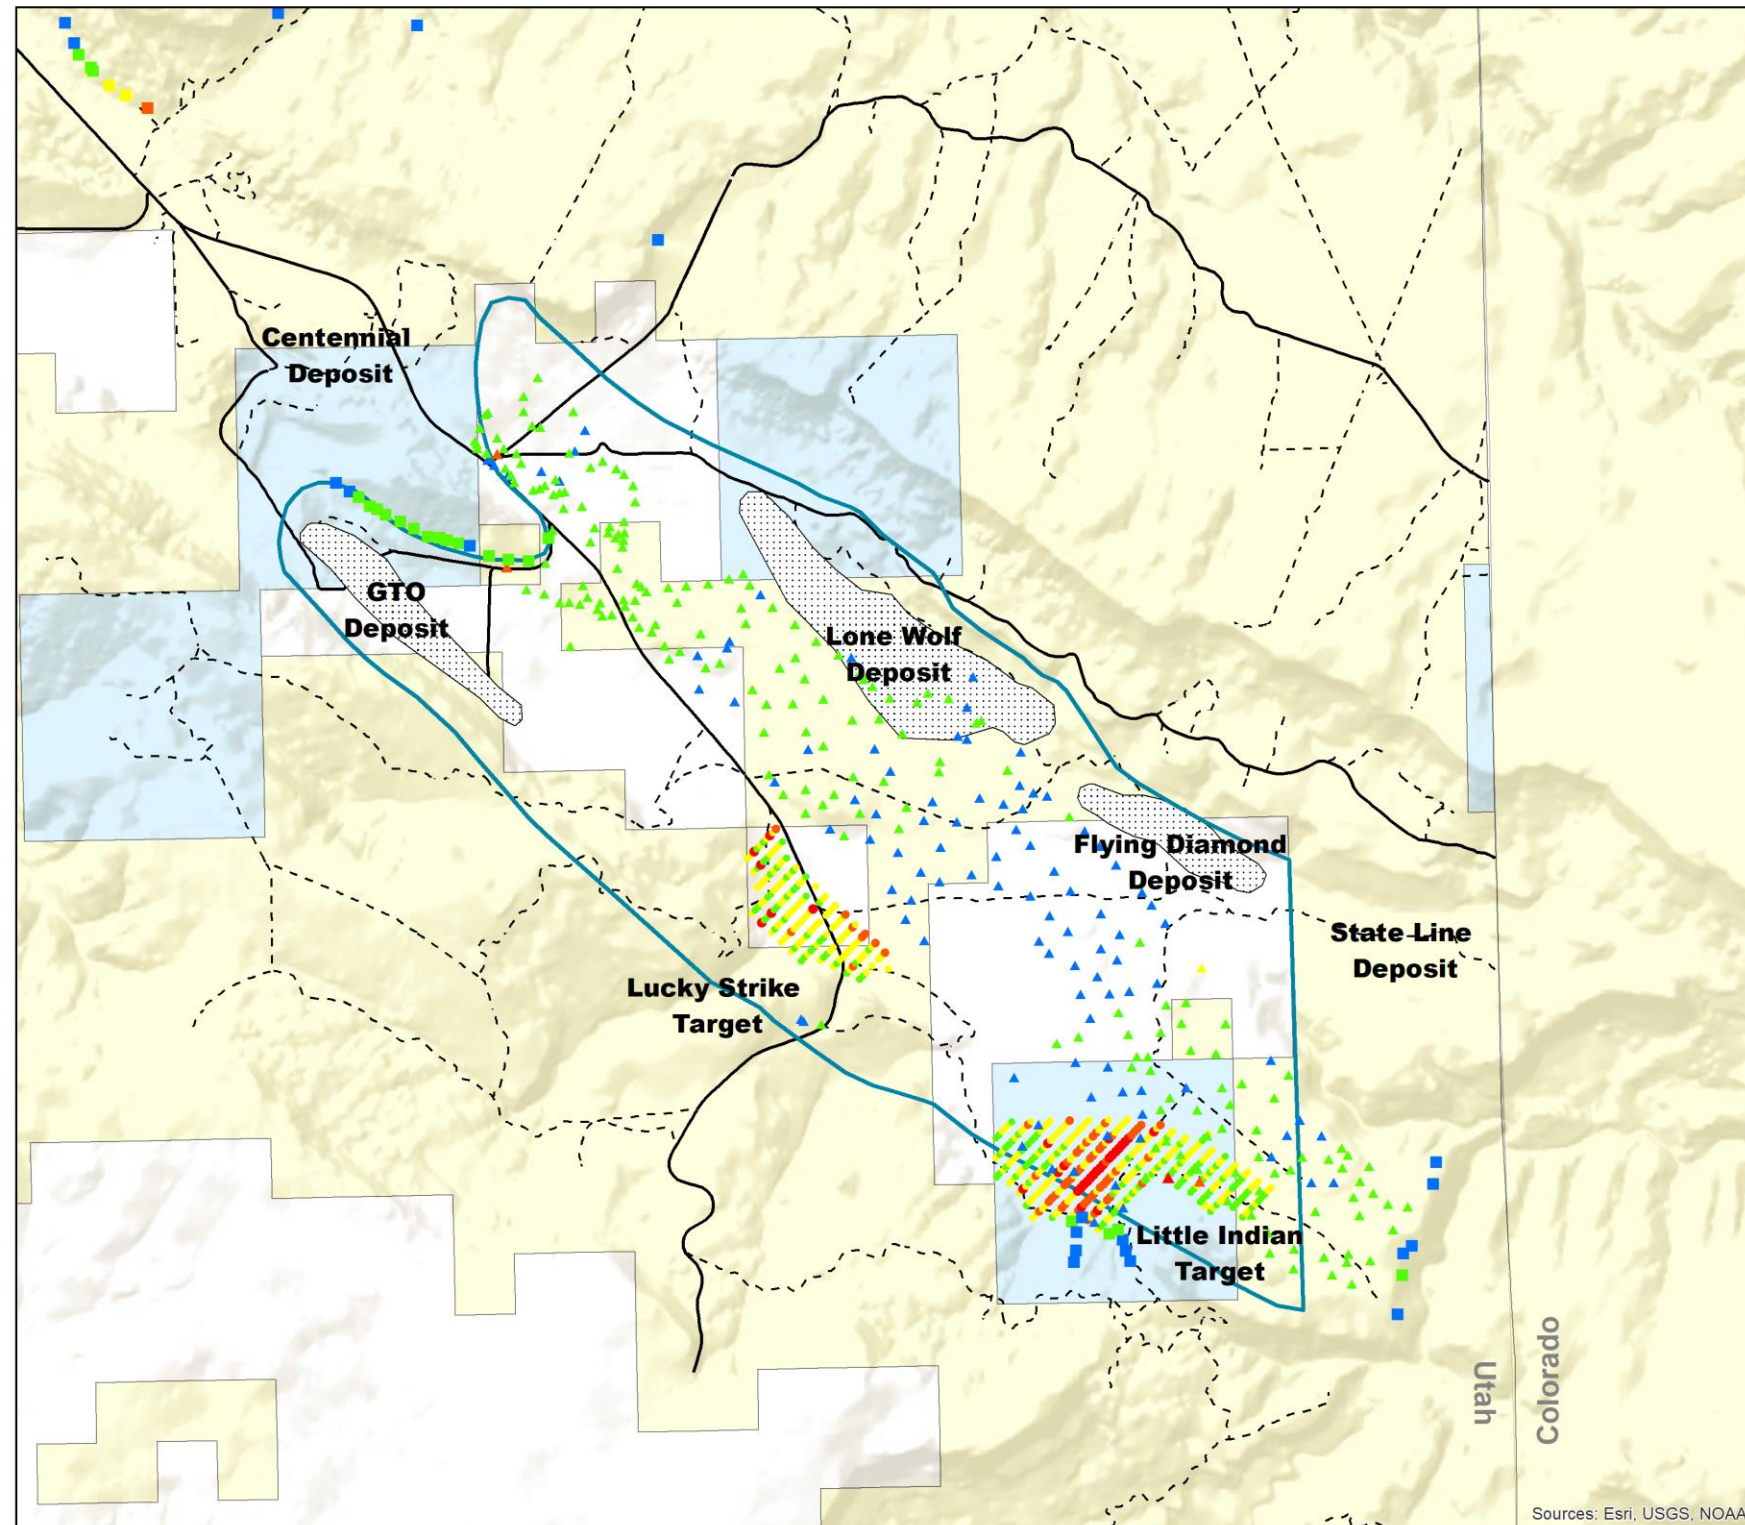 Centennial
Deposit
GTO
Deposit
Lone Wolf
Deposit
Flying Diamond
Deposit
State Line
Deposit
Lucky Strike
Target
Little Indian
Target
Utah
Colorado
Sources: Esri, USGS, NOAA